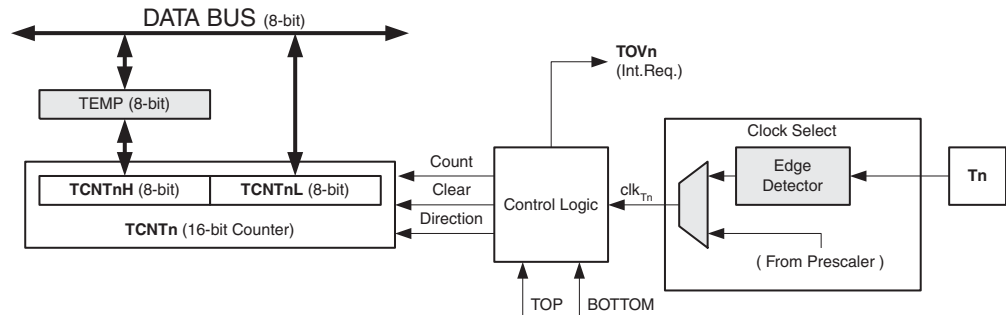 DATA BUS (8-bit)
TOVn
(Int.Req.)
TEMP (8-bit)
Clock Select
Count
Edge
Detector
Tn
TCNTnH (8-bit) TCNTnL (8-bit)
Clear
Control Logic
clkTn
TCNTn (16-bit Counter)
Direction
( From Prescaler )
TOP
BOTTOM